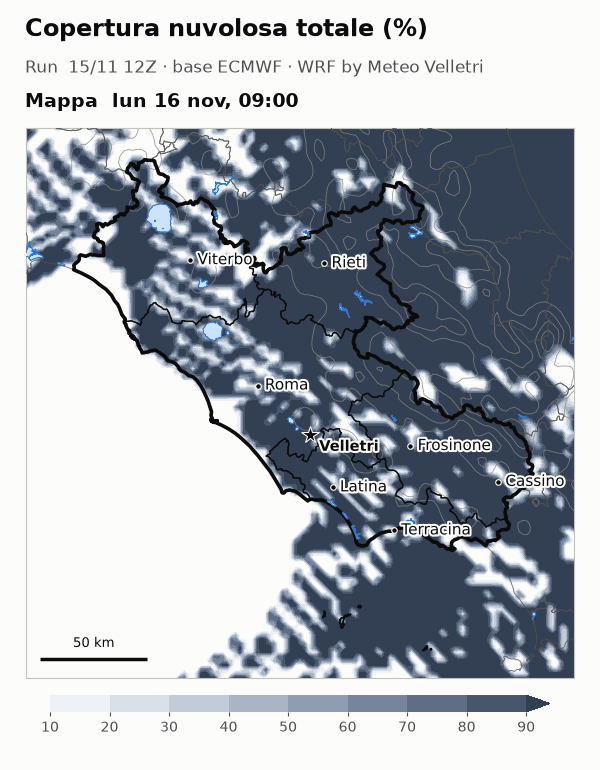 Copertura nuvolosa totale (%)
Run  15/11 12Z · base ECMWF · WRF by Meteo Velletri
Mappa  lun 16 nov, 09:00
Viterbo
Rieti
Roma
Velletri
Frosinone
Latina
Cassino
Terracina
50 km
10 20 30 40 50 60 70 80 90